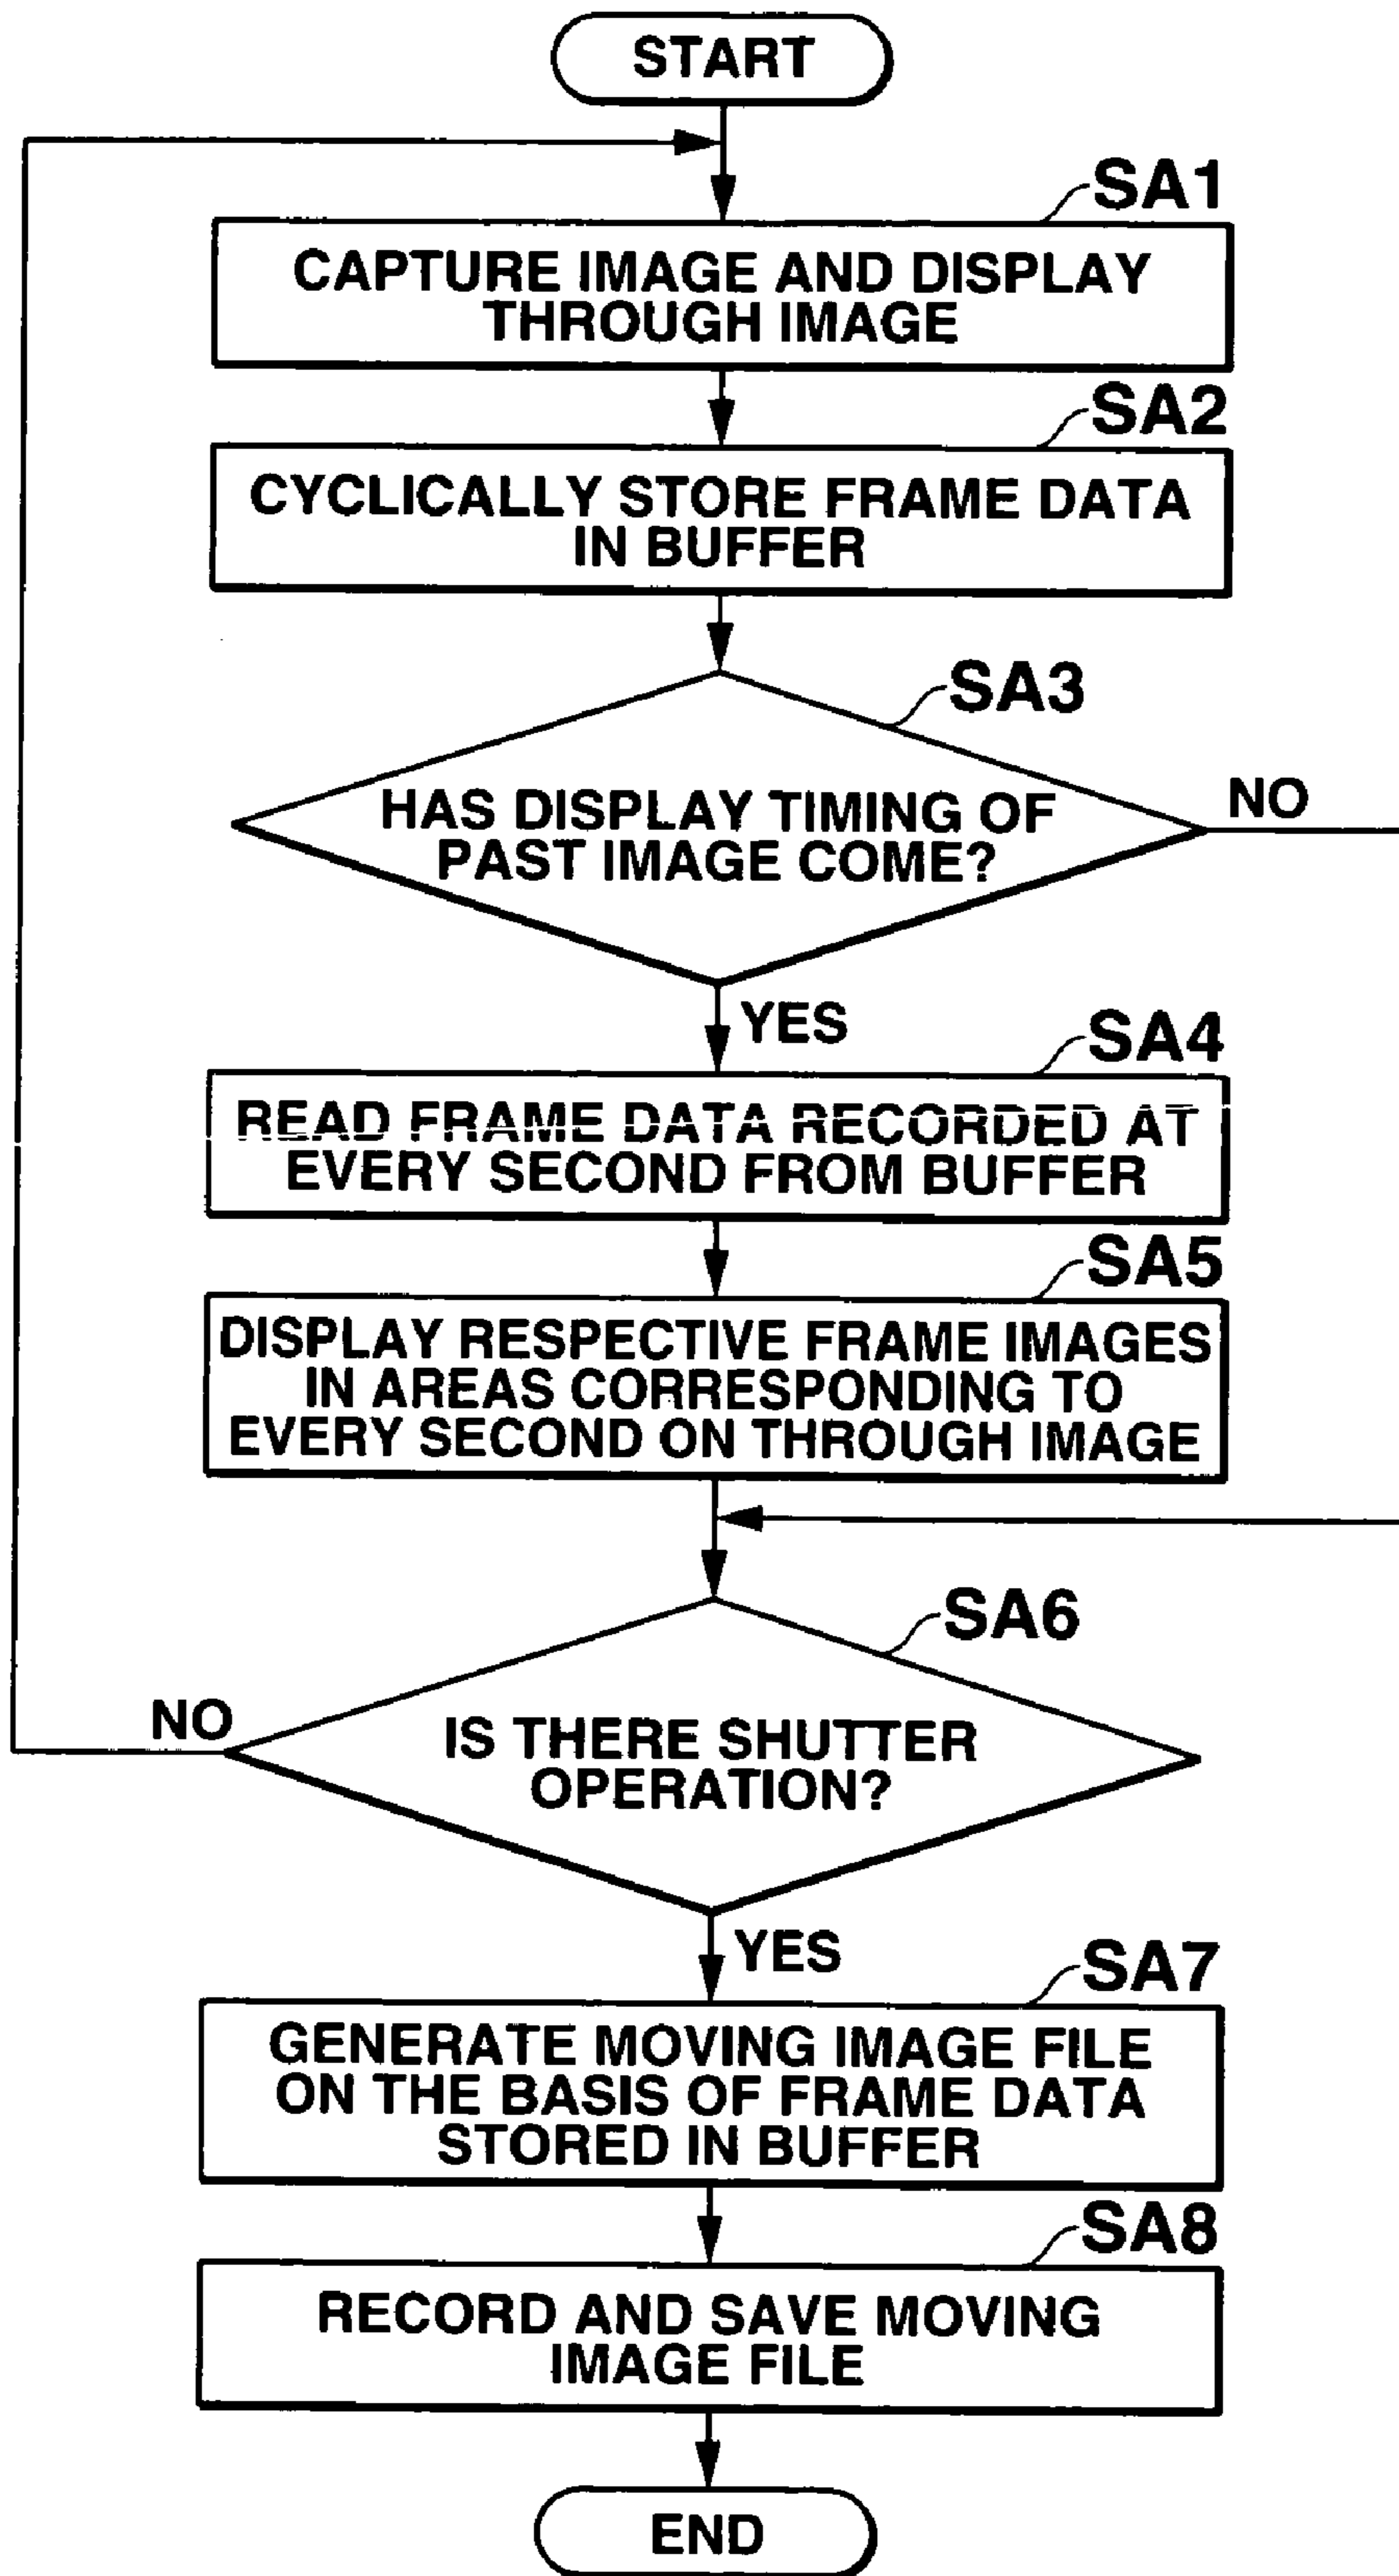 START
SA1
CAPTURE IMAGE AND DISPLAY
THROUGH IMAGE
SA2
CYCLICALLY STORE FRAME DATA
IN BUFFER
SA3
HAS DISPLAY TIMING OF
PAST IMAGE COME?
NO
YES
SA4
READ FRAME DATA RECORDED AT
EVERY SECOND FROM BUFFER
SA5
DISPLAY RESPECTIVE FRAME IMAGES
IN AREAS CORRESPONDING TO
EVERY SECOND ON THROUGH IMAGE
SA6
NO
IS THERE SHUTTER
OPERATION?
YES
SA7
GENERATE MOVING IMAGE FILE
ON THE BASIS OF FRAME DATA
STORED IN BUFFER
SA8
RECORD AND SAVE MOVING
IMAGE FILE
END